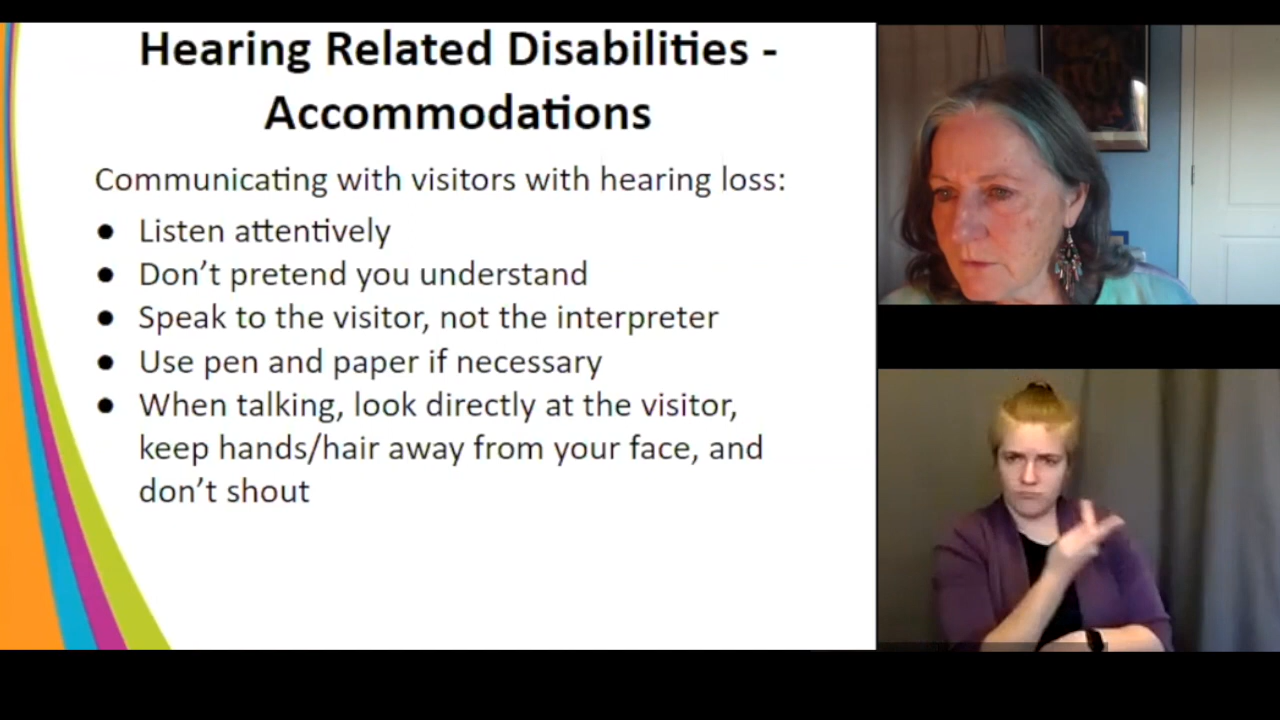 Hearing Related Disabilities -
Accommodations
Communicating with visitors with hearing loss:
● Listen attentively
● Don’t pretend you understand
● Speak to the visitor, not the interpreter
● Use pen and paper if necessary
● When talking, look directly at the visitor,
keep hands/hair away from your face, and
don’t shout